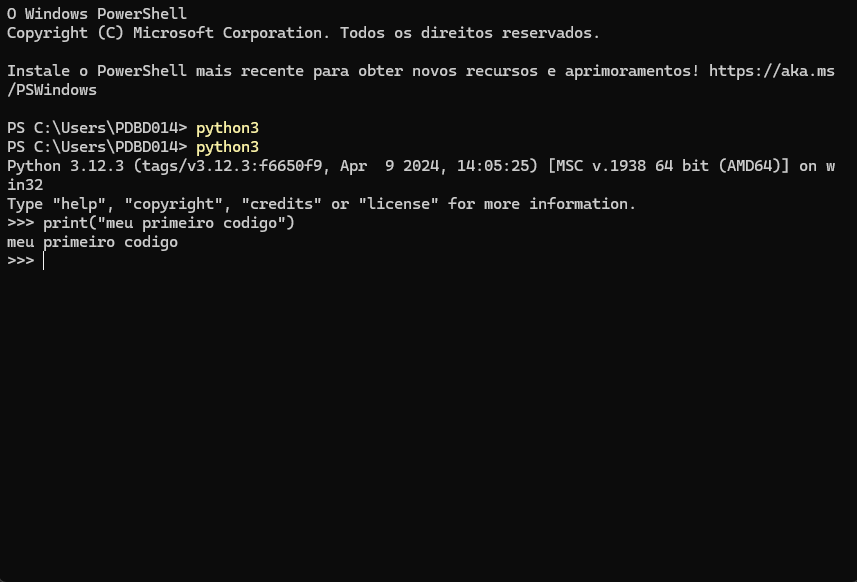 O Windows PowerShell
Copyright (C) Microsoft Corporation. Todos os direitos reservados.
Instale o PowerShell mais recente para obter novos recursos e aprimoramentos! https://aka.ms
/PSWindows
PS C:\Users\PDBD014> python3
PS C:\Users\PDBD014> python3
Python 3.12.3 (tags/v3.12.3:f6650f9, Apr  9 2024, 14:05:25) [MSC v.1938 64 bit (AMD64)] on w
in32
Type "help", "copyright", "credits" or "license" for more information.
>>> print("meu primeiro codigo")
meu primeiro codigo
>>>